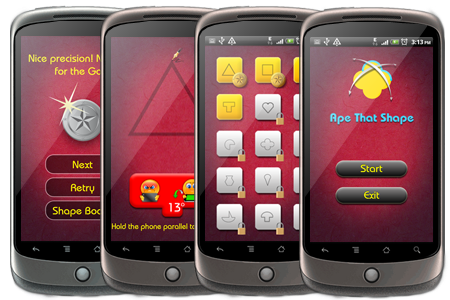 Nice precision!
for the Go
Next
Retry
Shape Boo
13°
Hold the phone parallel to
3:13 PM
Ape That Shape
Start
Exit